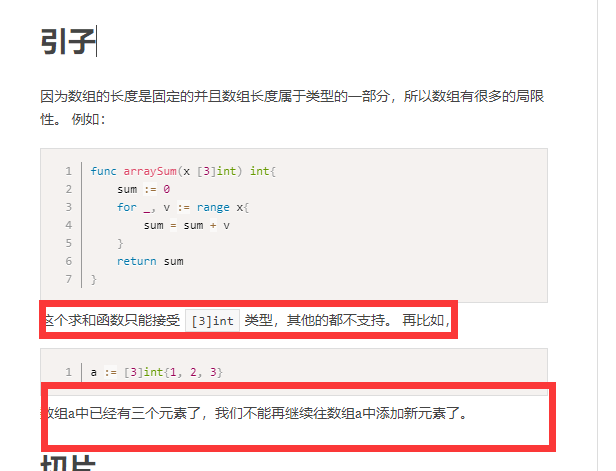 引子
因为数组的长度是固定的并且数组长度属于类型的一部分，所以数组有很多的局限
性。 例如：
1 func arraySum(x [3]int) int{
2 sum := 0
3 for _, v := range x{
4 sum = sum + v
5 }
6 return sum
7 }
这个求和函数只能接受 [3]int 类型，其他的都不支持。 再比如，
1 a := [3]int{1, 2, 3}
数组a中已经有三个元素了，我们不能再继续往数组a中添加新元素了。
切片